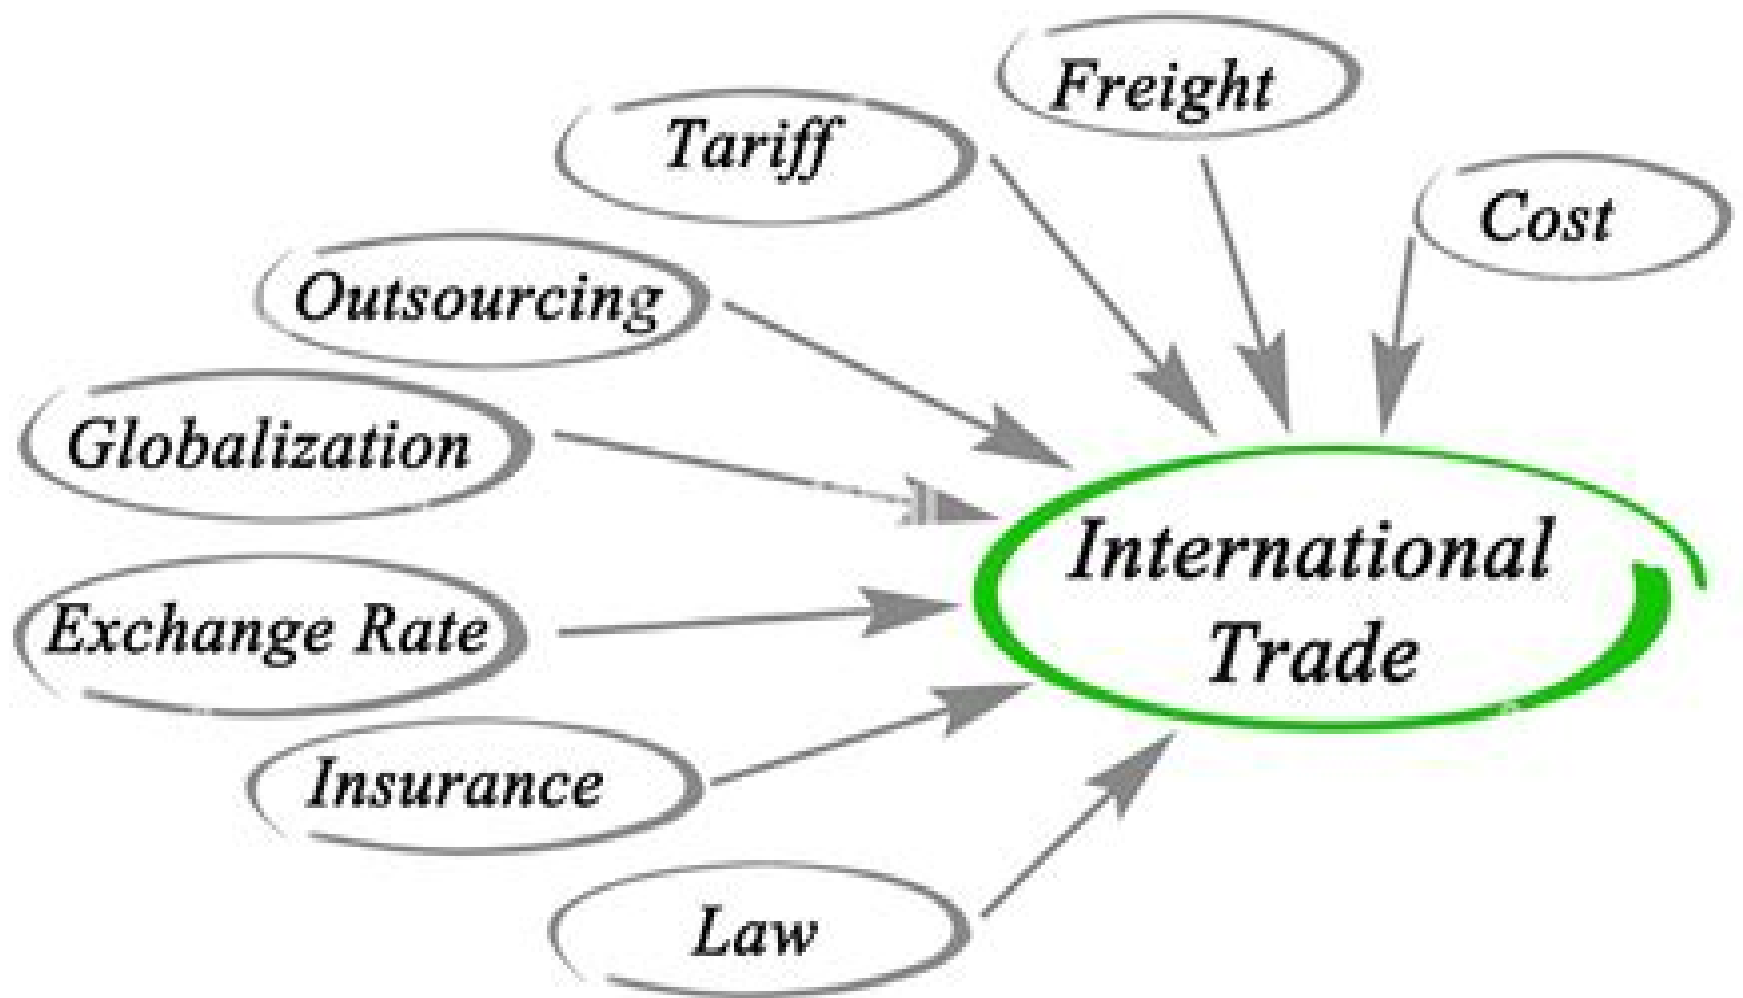 Freight
Tariff
Cost
Outsourcing
Globalization
International
Trade
Exchange Rate
Insurance
Law